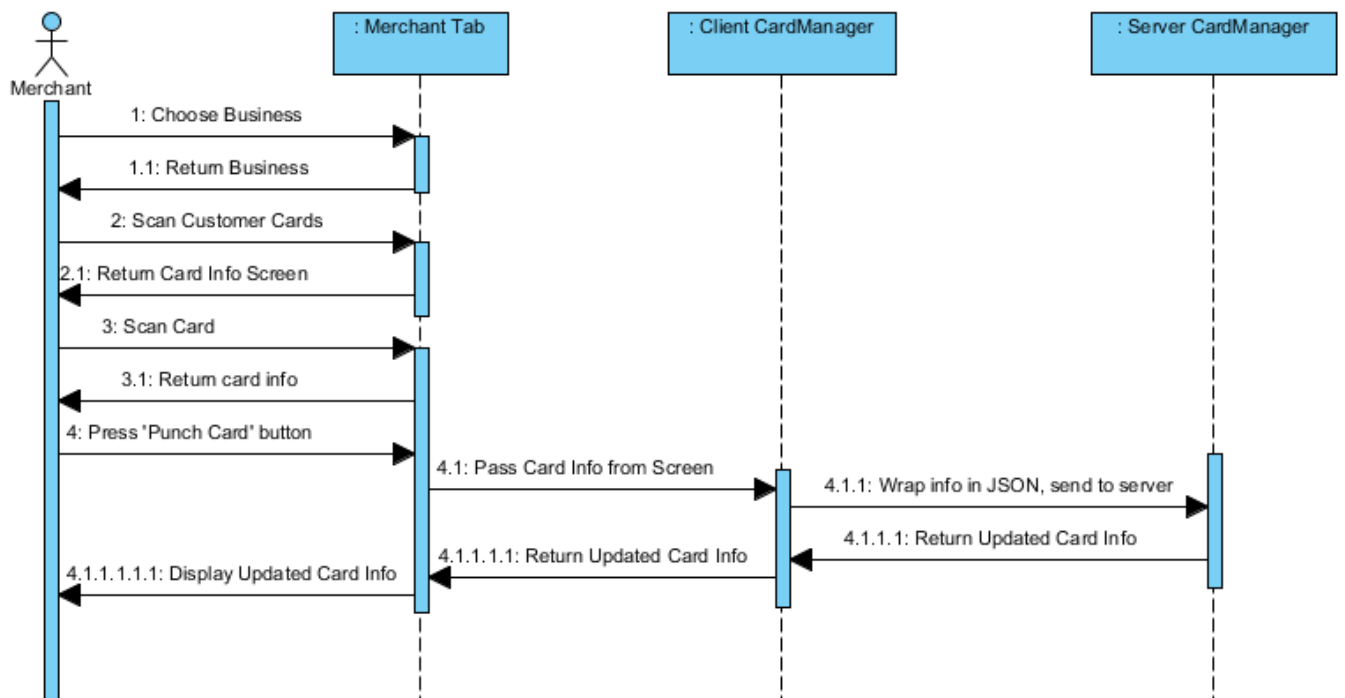 : Merchant Tab
: Client CardManager
: Server CardManager
Merchant
1: Choose Business
1.1: Return Business
2: Scan Customer Cards
2.1: Return Card Info Screen
3: Scan Card
3.1: Return card info
4: Press 'Punch Card' button
4.1: Pass Card Info from Screen
4.1.1: Wrap info in JSON, send to server
4.1.1.1: Return Updated Card Info
4.1.1.1.1: Return Updated Card Info
4.1.1.1.1.1: Display Updated Card Info